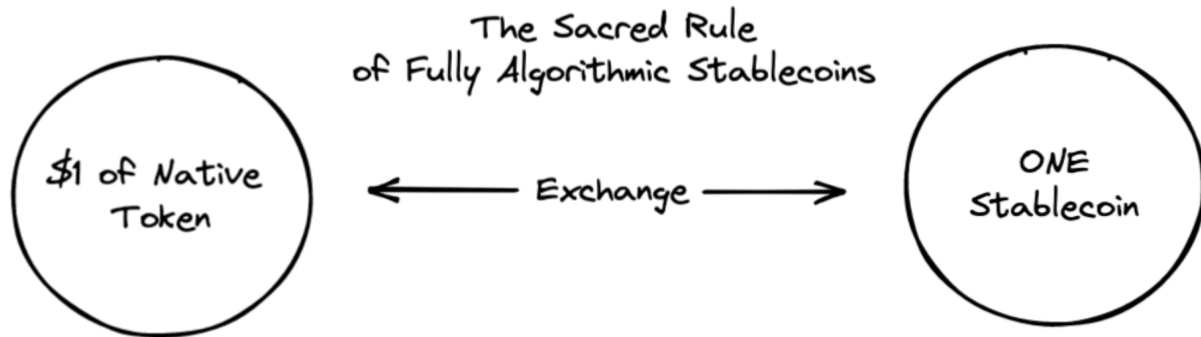 The Sacred Rule
of Fully Algorithmic Stablecoins
$1 of Native
Token
Exchange
ONE
Stablecoin